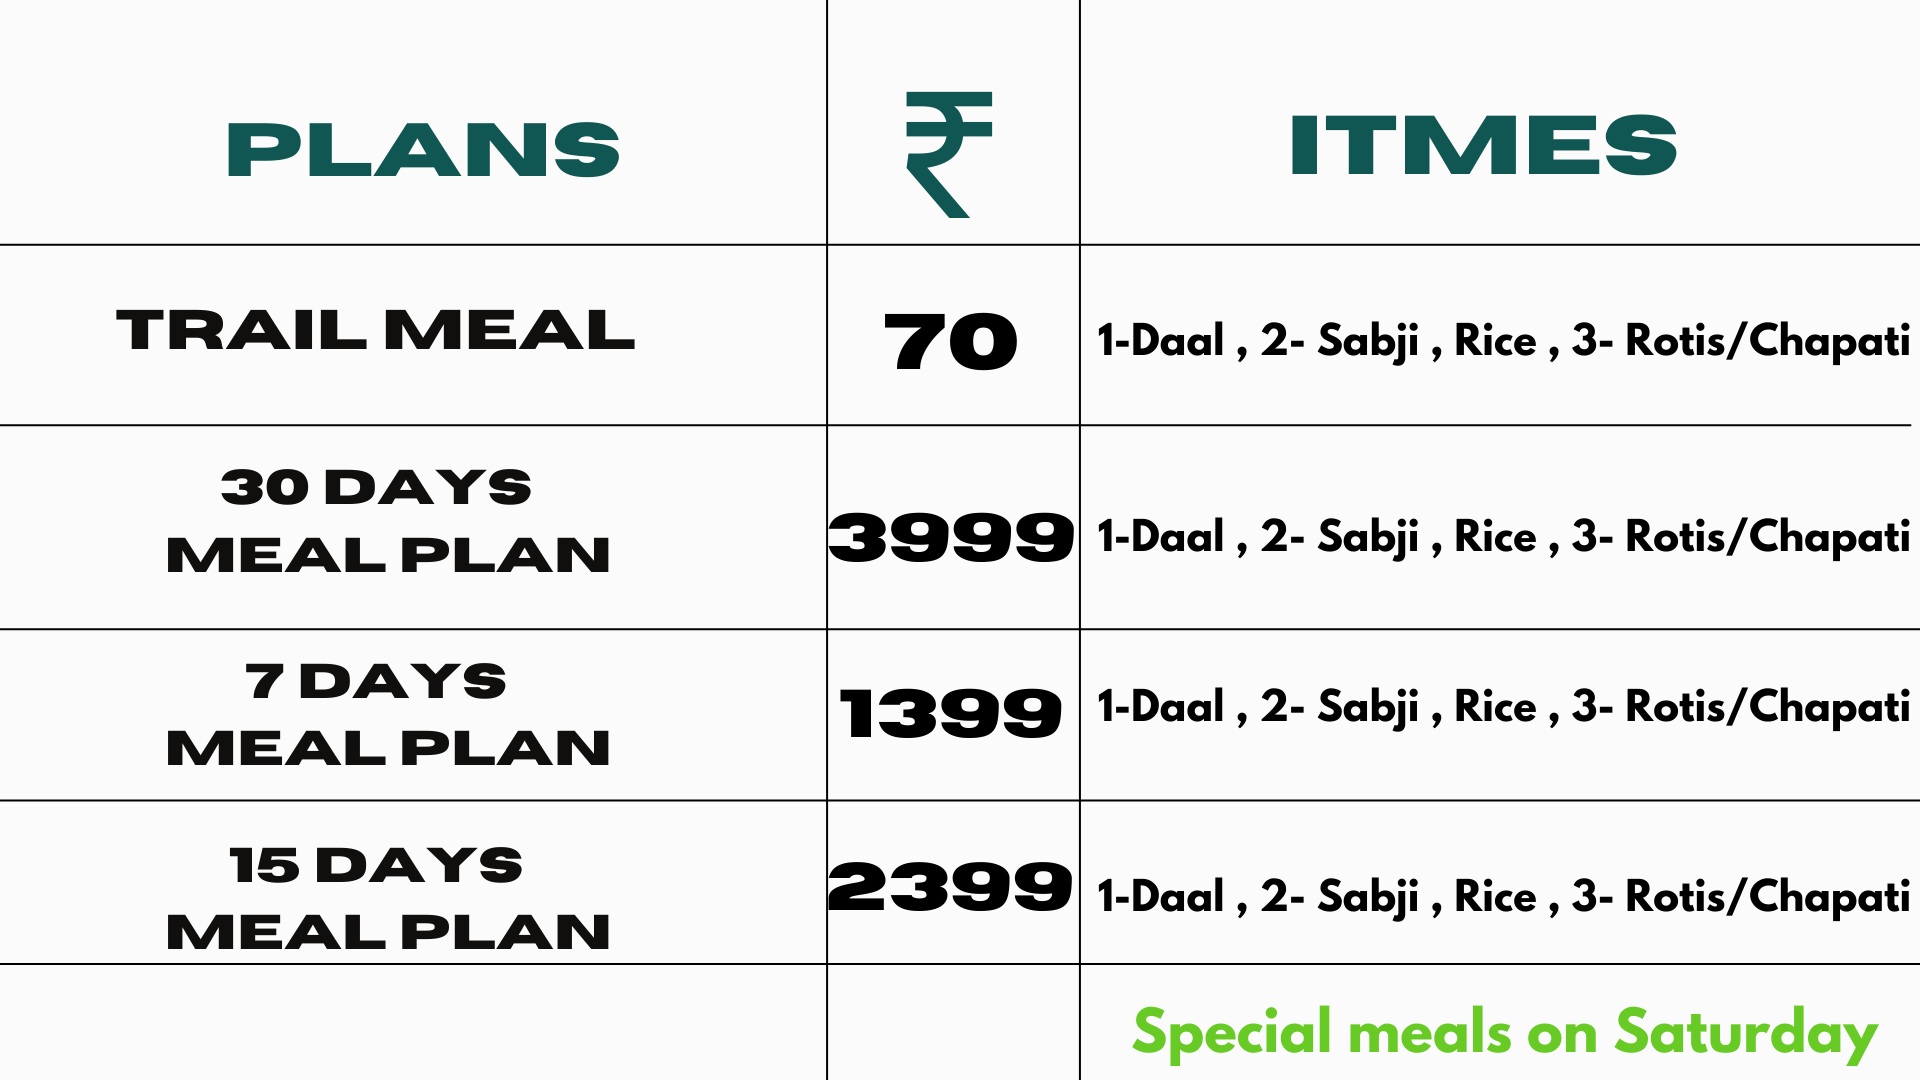 PLANS
₹
ITMES
TRAIL MEAL
70
1-Daal , 2- Sabji , Rice , 3- Rotis/Chapati
30 DAYS
MEAL PLAN
3999
1-Daal , 2- Sabji , Rice , 3- Rotis/Chapati
7 DAYS
MEAL PLAN
1399
1-Daal , 2- Sabji , Rice , 3- Rotis/Chapati
15 DAYS
MEAL PLAN
2399
1-Daal , 2- Sabji , Rice , 3- Rotis/Chapati
Special meals on Saturday